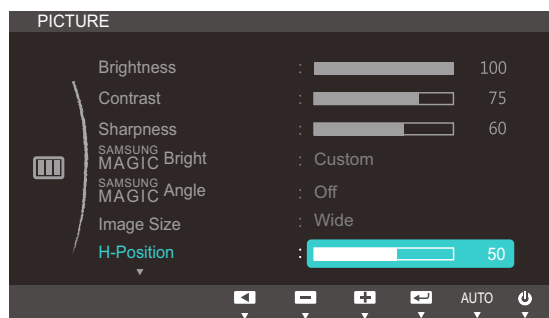 PICTURE
Brightness : 100
Contrast : 75
Sharpness : 60
SAMSUNG MAGIC Bright : Custom
SAMSUNG MAGIC Angle : Off
Image Size : Wide
H-Position : 50
AUTO